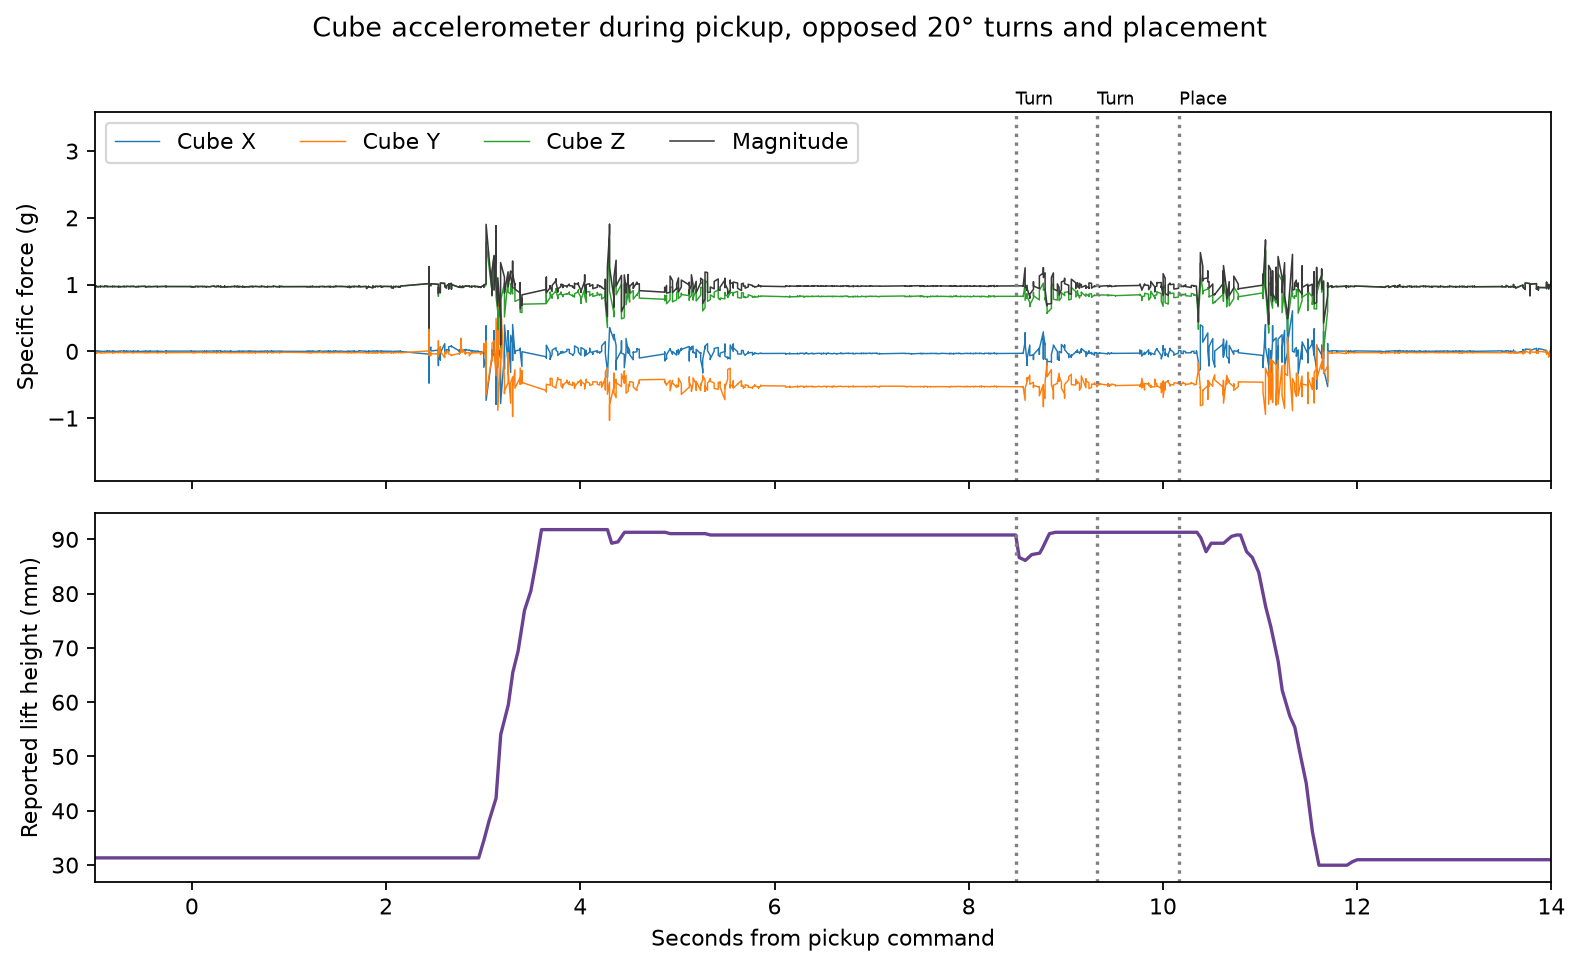 Cube accelerometer during pickup, opposed 20° turns and placement
Turn Turn Place
Cube X Cube Y Cube Z Magnitude
Specific force (g)
3
2
1
0
−1
Reported lift height (mm)
90
80
70
60
50
40
30
0 2 4 6 8 10 12 14
Seconds from pickup command